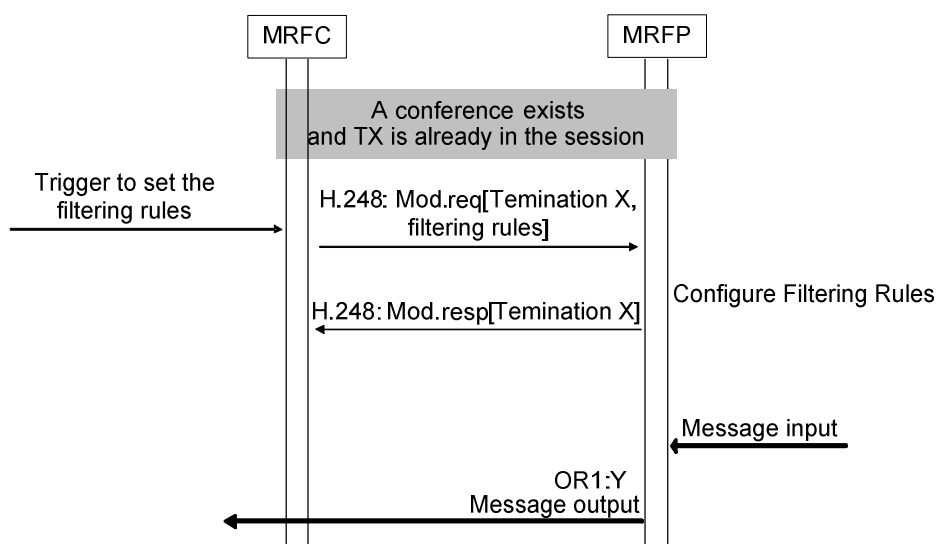 MRFC
MRFP
A conference exists
and TX is already in the session
Trigger to set the
filtering rules
H.248: Mod.req[Temination X,
filtering rules]
Configure Filtering Rules
H.248: Mod.resp[Temination X]
Message input
OR1:Y
Message output